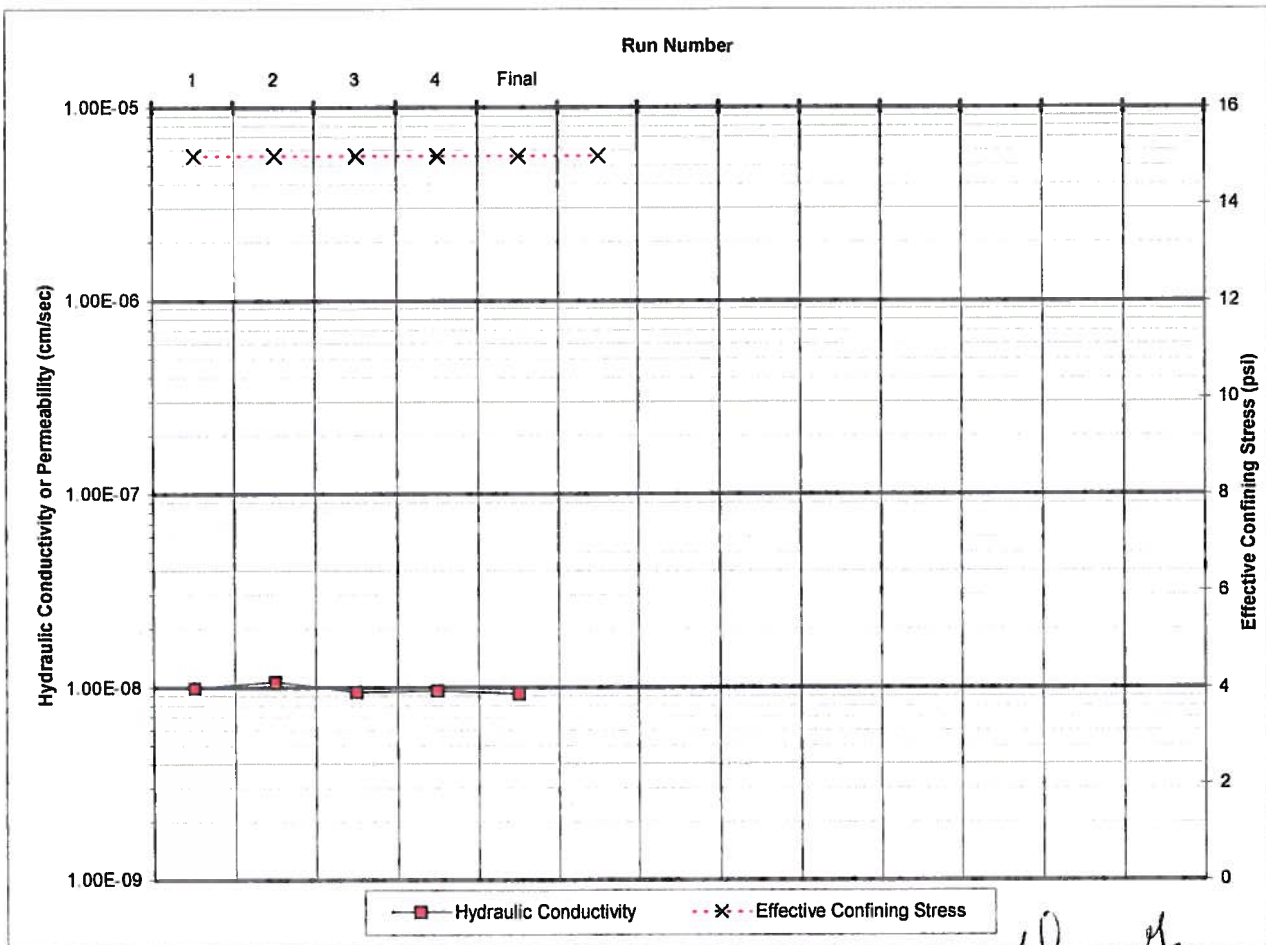 Run Number
1 2 3 4 Final
1.00E-05
1.00E-06
1.00E-07
1.00E-08
1.00E-09
Hydraulic Conductivity or Permeability (cm/sec)
16
14
12
10
8
6
4
2
0
Effective Confining Stress (psi)
Hydraulic Conductivity Effective Confining Stress